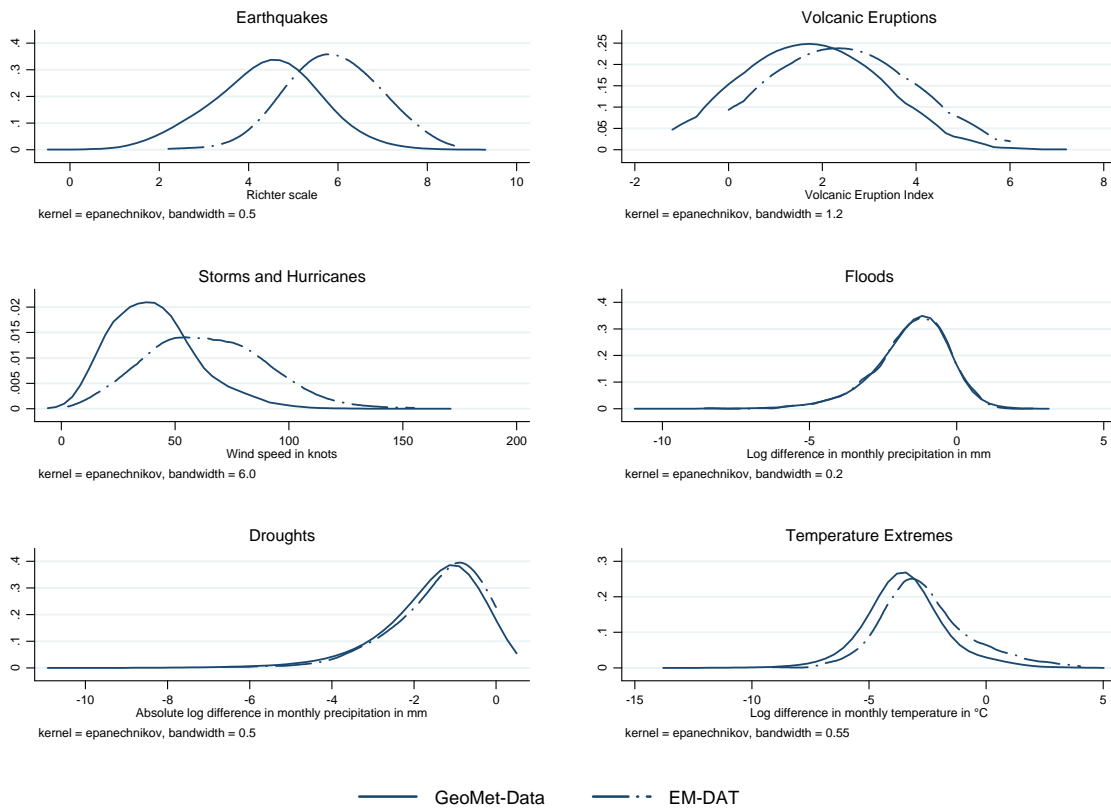 Earthquakes
0 .1 .2 .3 .4
0 2 4 6 8 10
Richter scale
kernel = epanechnikov, bandwidth = 0.5
Volcanic Eruptions
0 .05 .1 .15 .2 .25
-2 0 2 4 6 8
Volcanic Eruption Index
kernel = epanechnikov, bandwidth = 1.2
Storms and Hurricanes
0 .005 .01 .015 .02
0 50 100 150 200
Wind speed in knots
kernel = epanechnikov, bandwidth = 6.0
Floods
0 .1 .2 .3 .4
-10 -5 0 5
Log difference in monthly precipitation in mm
kernel = epanechnikov, bandwidth = 0.2
Droughts
0 .1 .2 .3 .4
-10 -8 -6 -4 -2 0
Absolute log difference in monthly precipitation in mm
kernel = epanechnikov, bandwidth = 0.5
Temperature Extremes
0 .1 .2 .3
-15 -10 -5 0 5
Log difference in monthly temperature in °C
kernel = epanechnikov, bandwidth = 0.55
GeoMet-Data EM-DAT